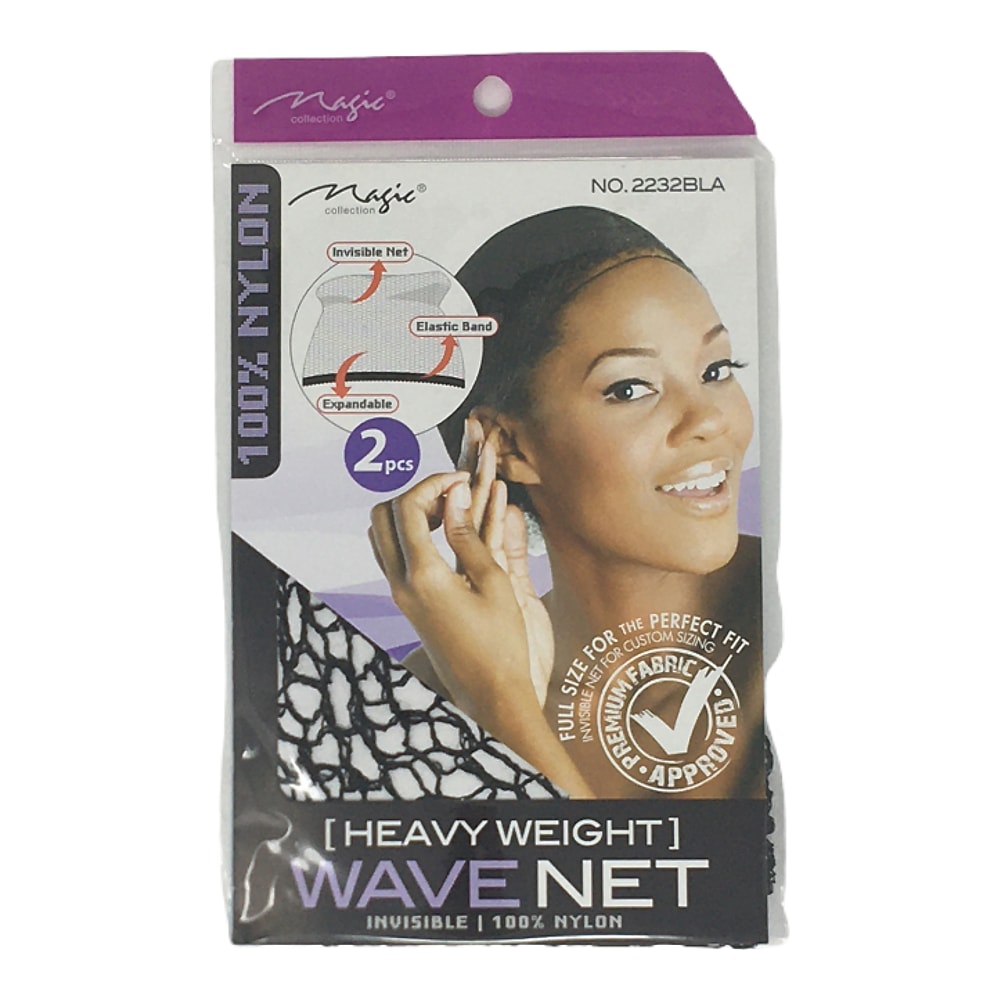 Magic®
collection
Magic®
collection
NO. 2232BLA
100% NYLON
Invisible Net
Elastic Band
Expandable
2pcs
FULL SIZE FOR THE PERFECT FIT
INVISIBLE NET FOR CUSTOM SIZING
PREMIUM FABRIC
• APPROVED •
[ HEAVY WEIGHT ]
WAVE NET
INVISIBLE | 100% NYLON